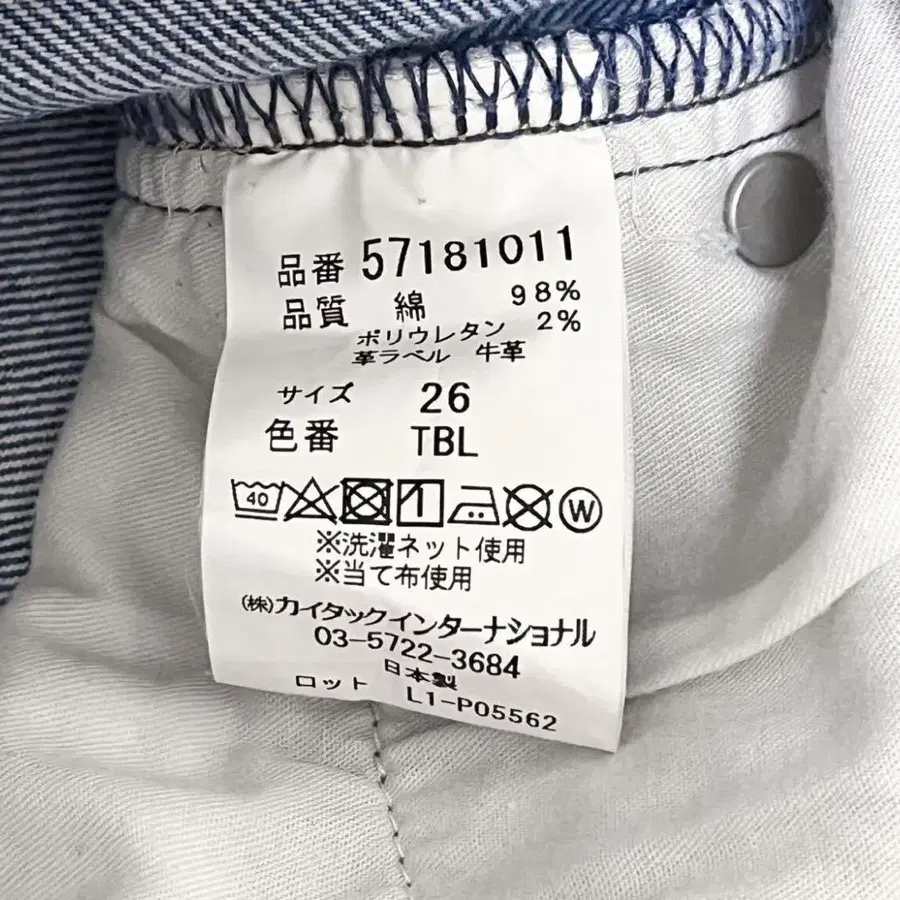 品番 57181011
品質 綿 98%
ポリウレタン 2%
革ラベル 牛革
サイズ 26
色番 TBL
40 W
※洗濯ネット使用
※当て布使用
(株)カイタックインターナショナル
03-5722-3684
日本製
ロット L1-P05562